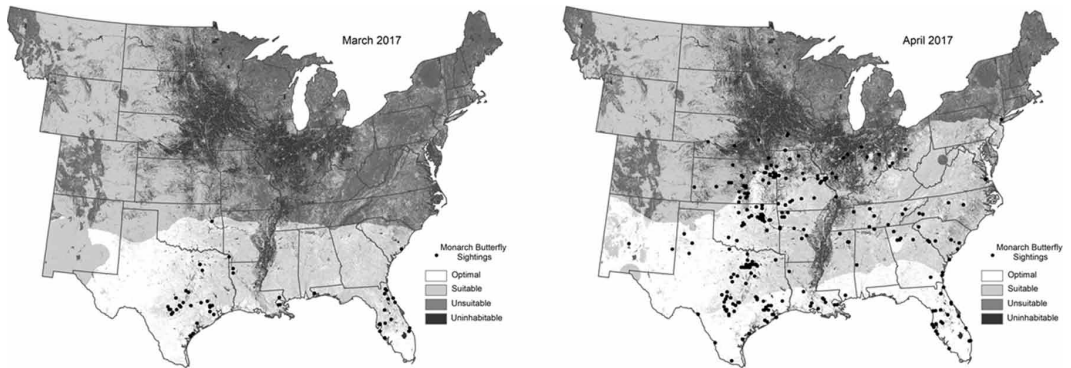 March 2017
Monarch Butterfly
Sightings
Optimal
Suitable
Unsuitable
Uninhabitable
April 2017
Monarch Butterfly
Sightings
Optimal
Suitable
Unsuitable
Uninhabitable